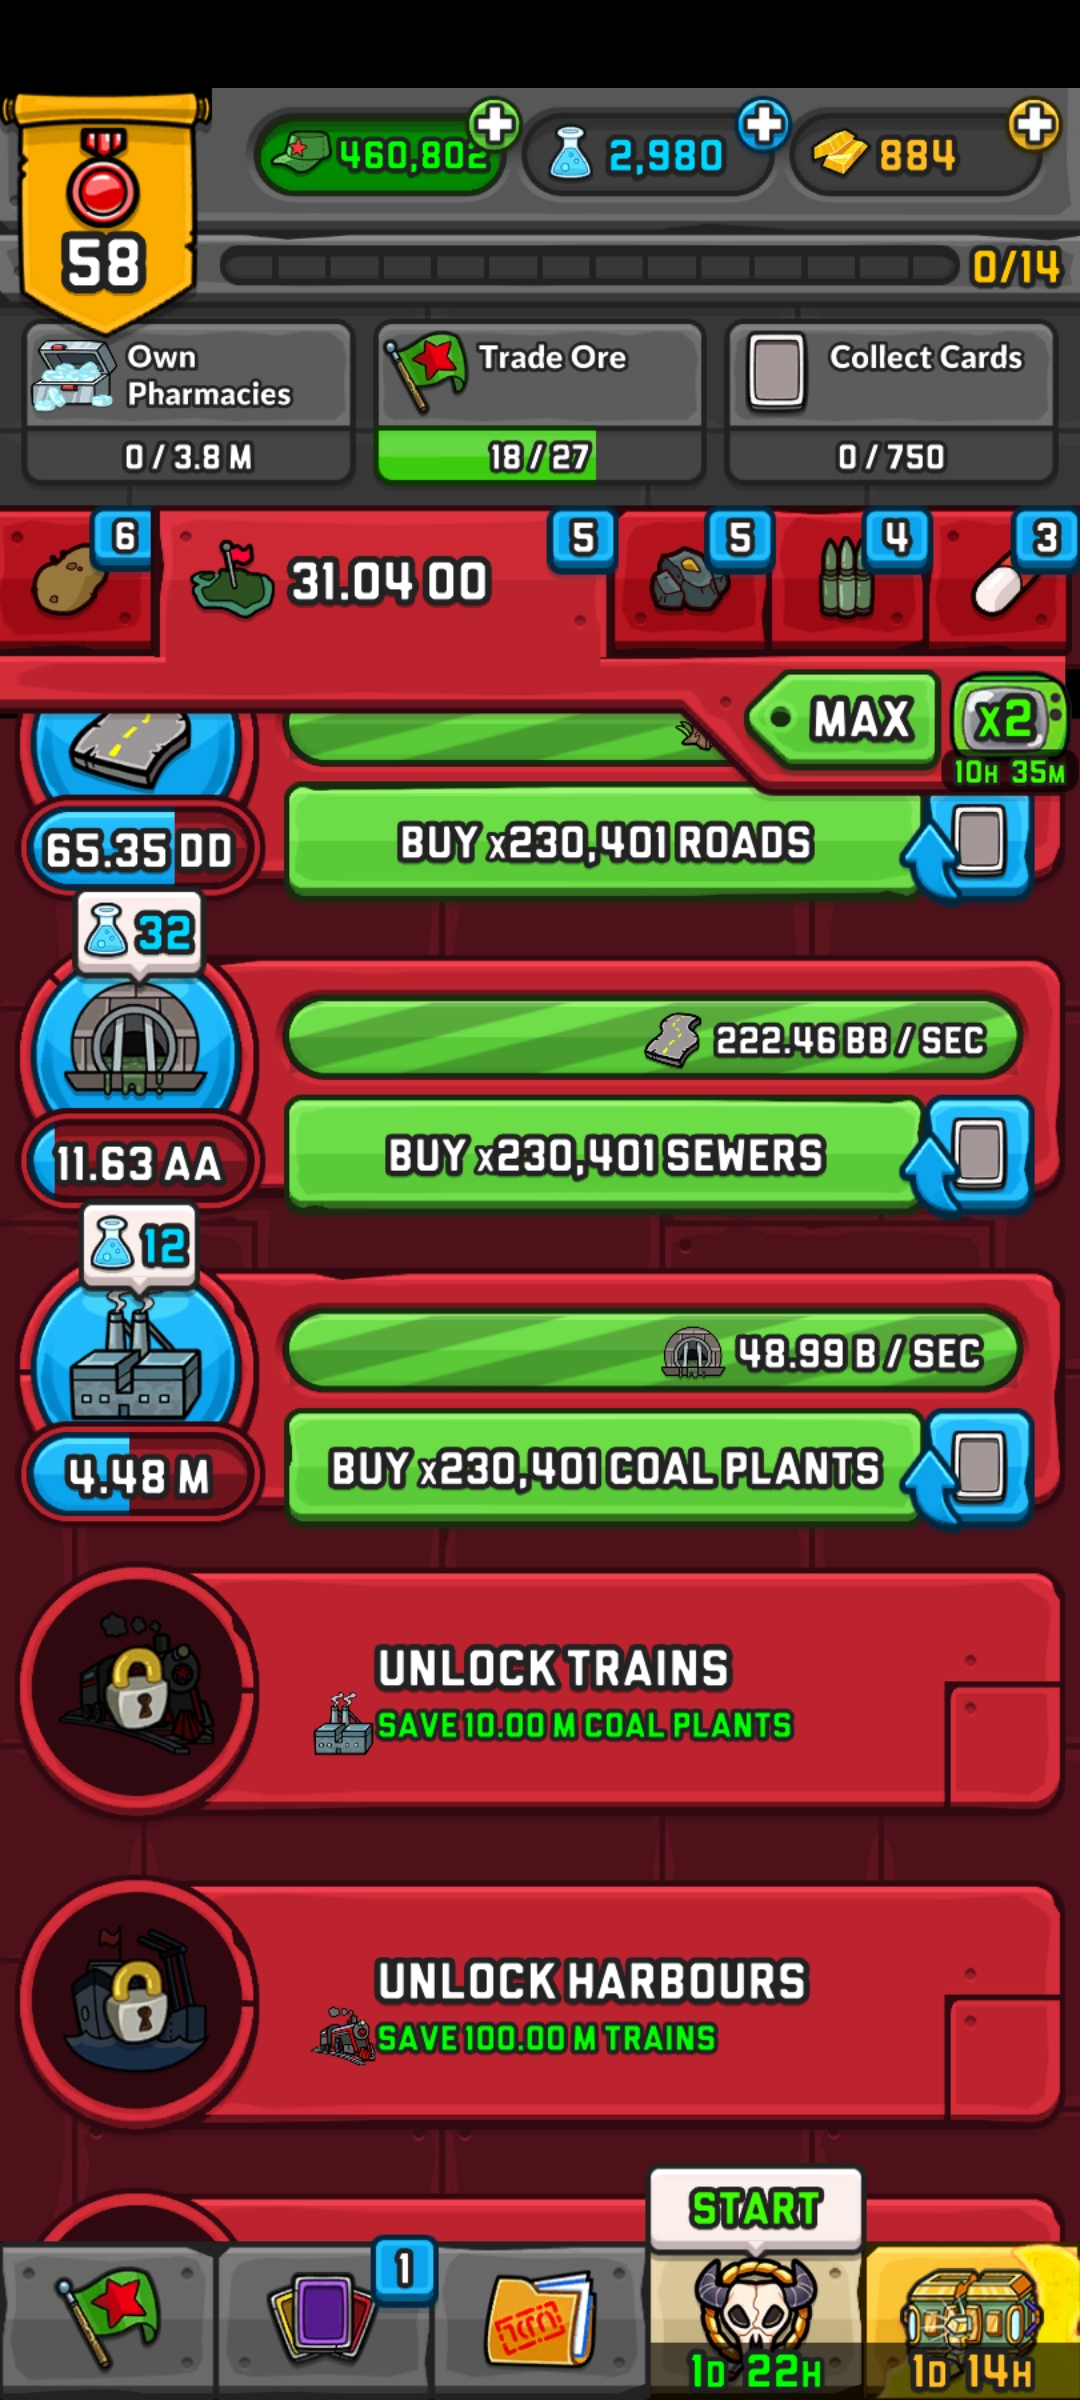 460,802
2,980
884
58
0/14
Own
Pharmacies
0 / 3.8 M
Trade Ore
18 / 27
Collect Cards
0 / 750
6
31.04 OO
5
5
4
3
MAX
x2
10H 35M
65.35 DD
BUY x230,401 ROADS
32
222.46 BB / SEC
11.63 AA
BUY x230,401 SEWERS
12
48.99 B / SEC
4.48 M
BUY x230,401 COAL PLANTS
UNLOCK TRAINS
SAVE 10.00 M COAL PLANTS
UNLOCK HARBOURS
SAVE 100.00 M TRAINS
START
1
1D 22H
1D 14H